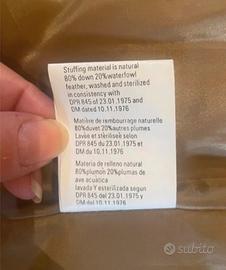 Stuffing material is natural
80% down 20% waterfowl
feather, washed and sterilized
in consistency with
DPR 845 of 23.01.1975 and
DM dated 10.11.1976
Matière de rembourrage naturelle
80%duvet 20%autres plumes
Lavée et stérilisée selon
DPR 845 du 23.01.1975 et
DM du 10.11.1976
Materia de relleno natural
80%plumón 20%plumas de
ave acuática
lavada Y esterilizada segun
DPR 845 del 23.01.1975 y
DM del 10.11.1976
subito